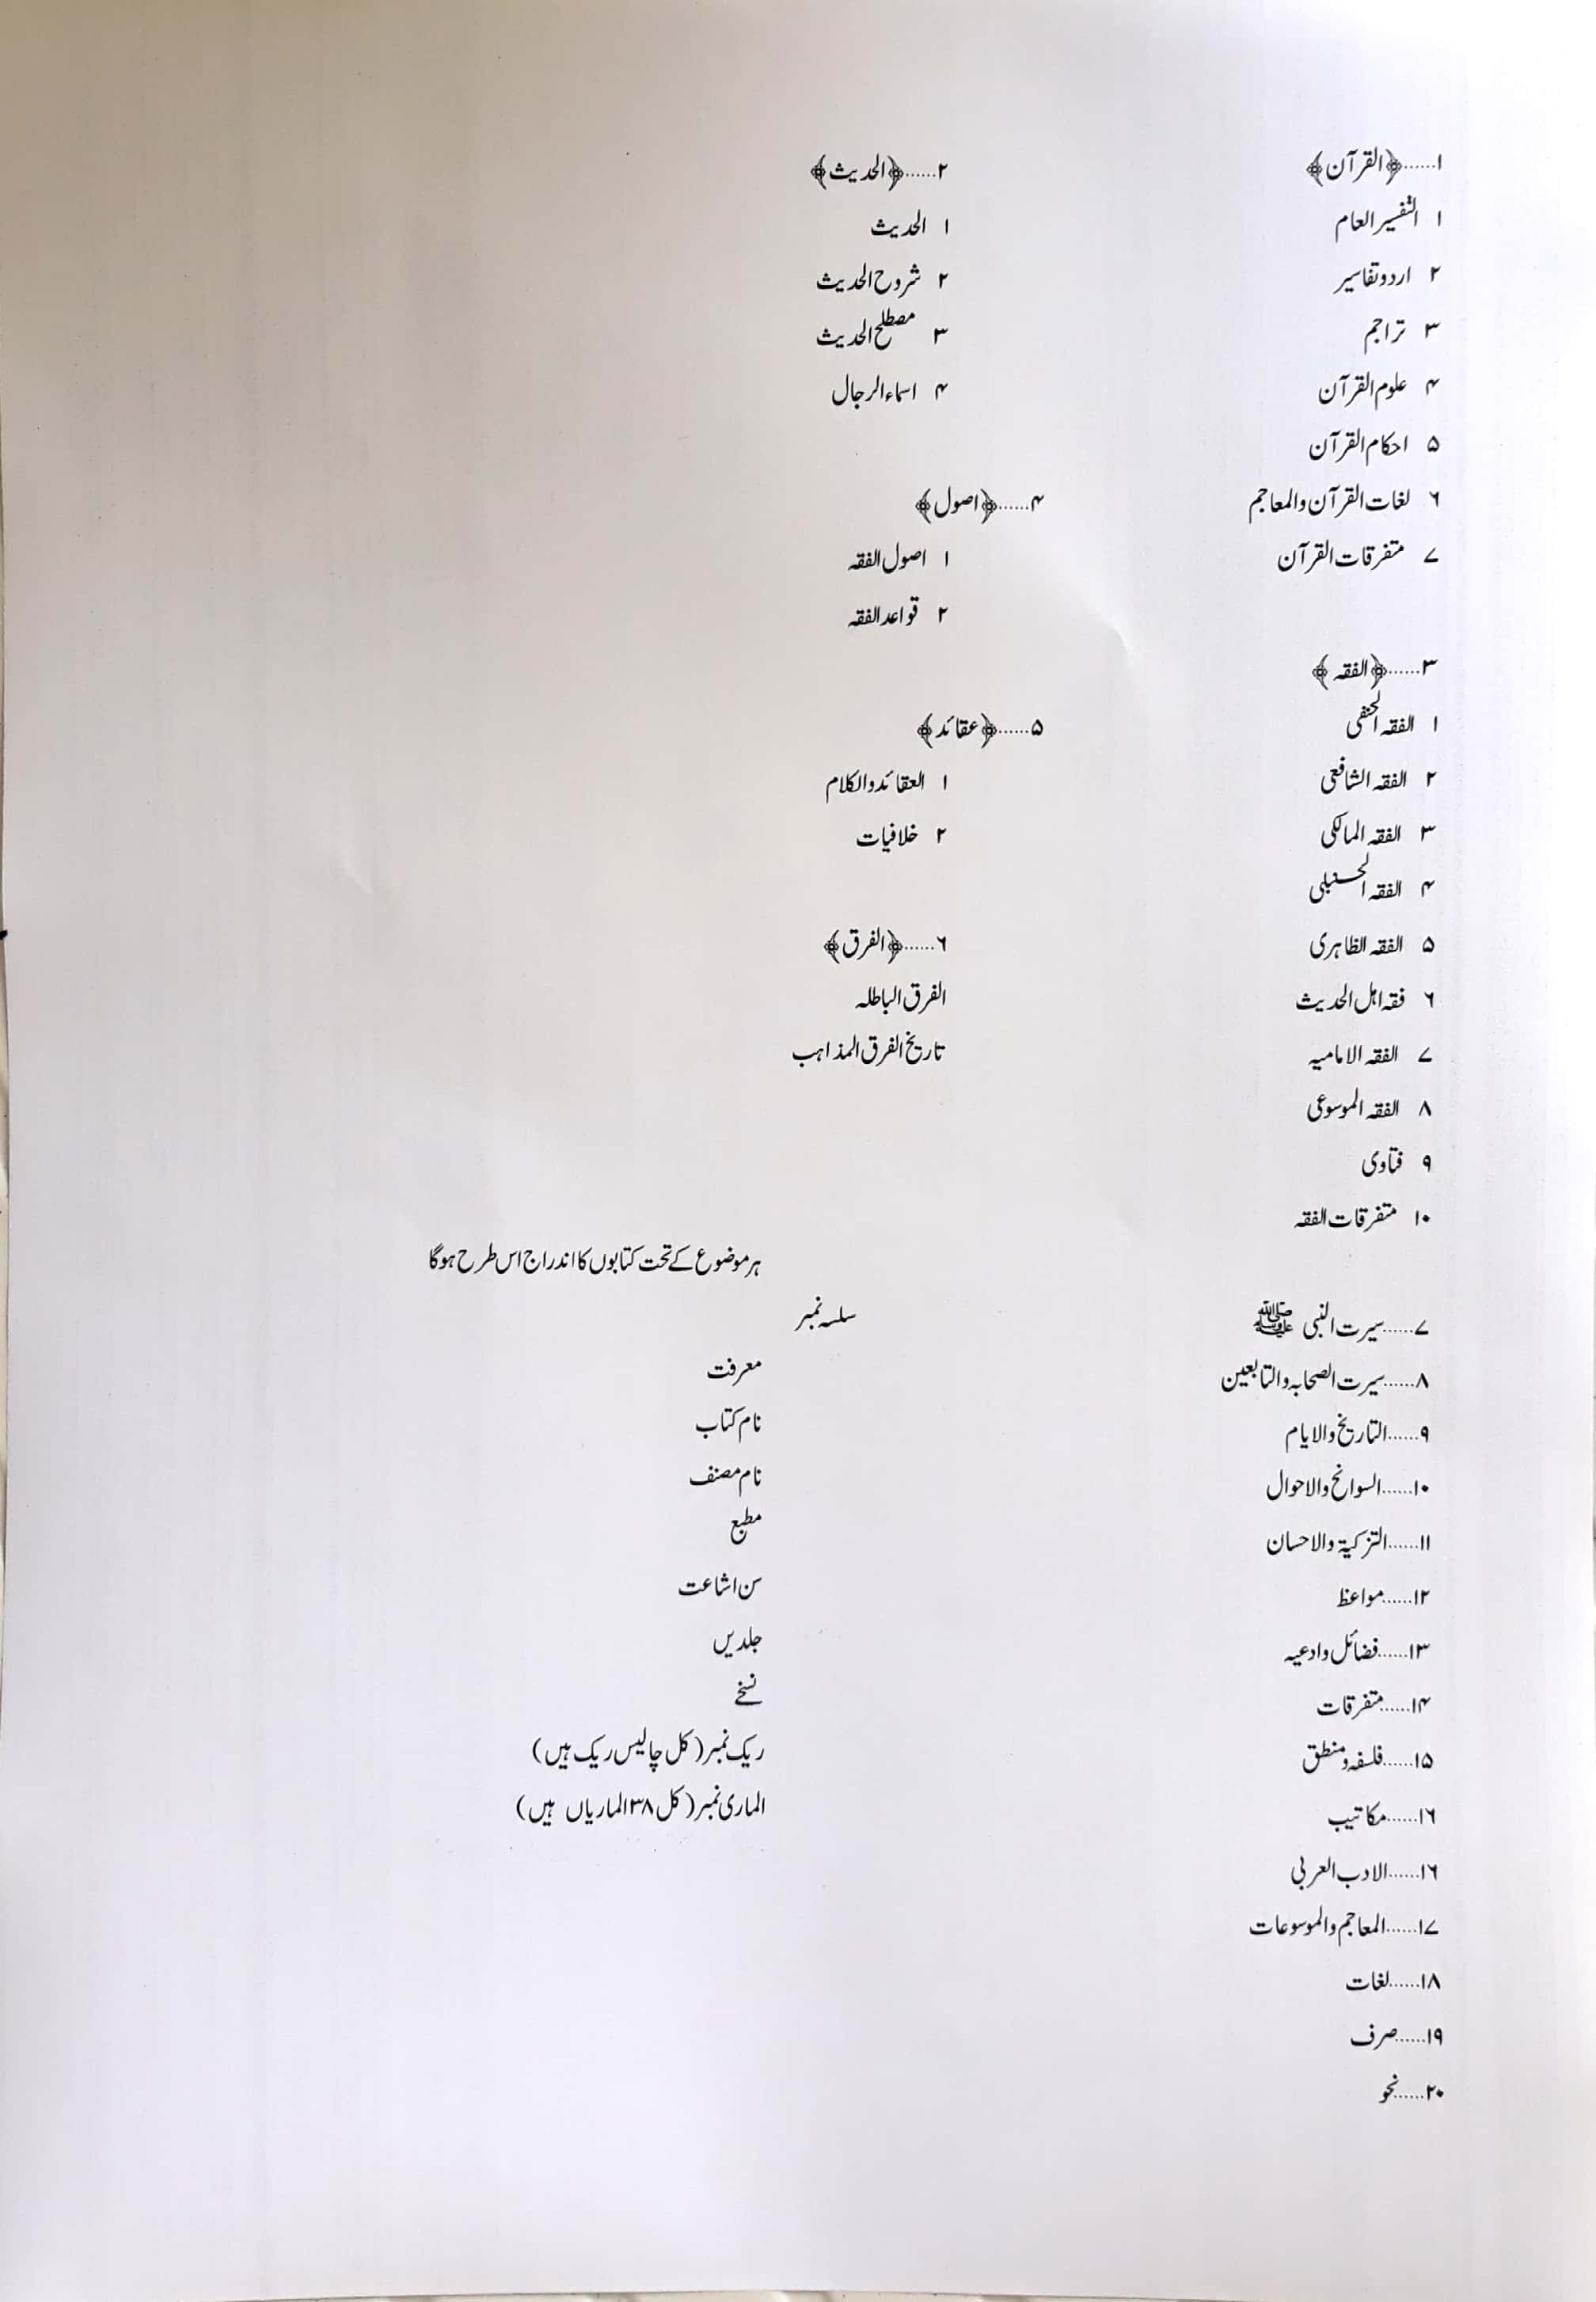 ۱......﴿القرآن﴾
۱ التفسیر العام
۲ اردو تفاسیر
۳ تراجم
۴ علوم القرآن
۵ احکام القرآن
۶ لغات القرآن والمعاجم
۷ متفرقات القرآن
۲......﴿الحدیث﴾
۱ الحدیث
۲ شروح الحدیث
۳ مصطلح الحدیث
۴ اسماء الرجال
۳......﴿الفقہ﴾
۱ الفقہ الحنفی
۲ الفقہ الشافعی
۳ الفقہ المالکی
۴ الفقہ الحسنبلی
۵ الفقہ الظاہری
۶ فقہ اہل الحدیث
۷ الفقہ الامامیہ
۸ الفقہ الموسوعی
۹ فتاوی
۱۰ متفرقات الفقہ
۴......﴿اصول﴾
۱ اصول الفقہ
۲ قواعد الفقہ
۵......﴿عقائد﴾
۱ العقائد والکلام
۲ خلافیات
۶......﴿الفرق﴾
الفرق الباطلہ
تاریخ الفرق المذاہب
۷......سیرت النبی ﷺ
۸......سیرت الصحابہ والتابعین
۹......التاریخ والایام
۱۰......السوانح والاحوال
۱۱......التزکیۃ والاحسان
۱۲......مواعظ
۱۳......فضائل وادعیہ
۱۴......متفرقات
۱۵......فلسفہ ومنطق
۱۶......مکاتیب
۱۶......الادب العربی
۱۷......المعاجم والموسوعات
۱۸......لغات
۱۹......صرف
۲۰......نحو
ہر موضوع کے تحت کتابوں کا اندراج اس طرح ہوگا
سلسہ نمبر
معرفت
نام کتاب
نام مصنف
مطبع
سن اشاعت
جلدیں
نسخے
ریک نمبر (کل چالیس ریک ہیں)
الماری نمبر (کل ۳۸ الماریاں ہیں)